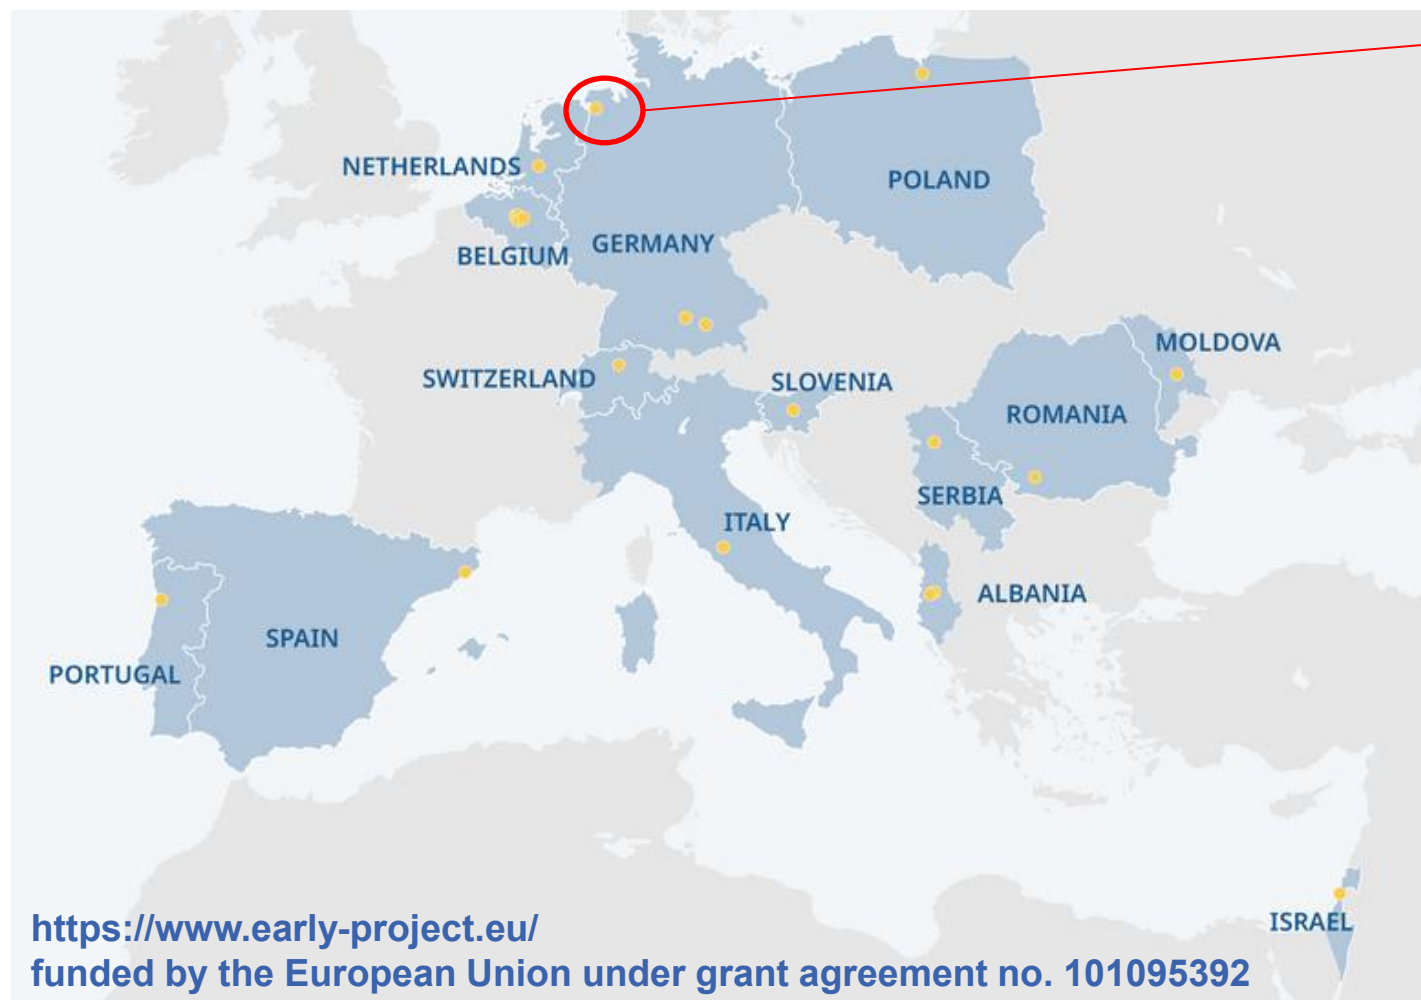 NETHERLANDS
POLAND
BELGIUM
GERMANY
MOLDOVA
SWITZERLAND
SLOVENIA
ROMANIA
SERBIA
ITALY
ALBANIA
SPAIN
PORTUGAL
ISRAEL
https://www.early-project.eu/
funded by the European Union under grant agreement no. 101095392